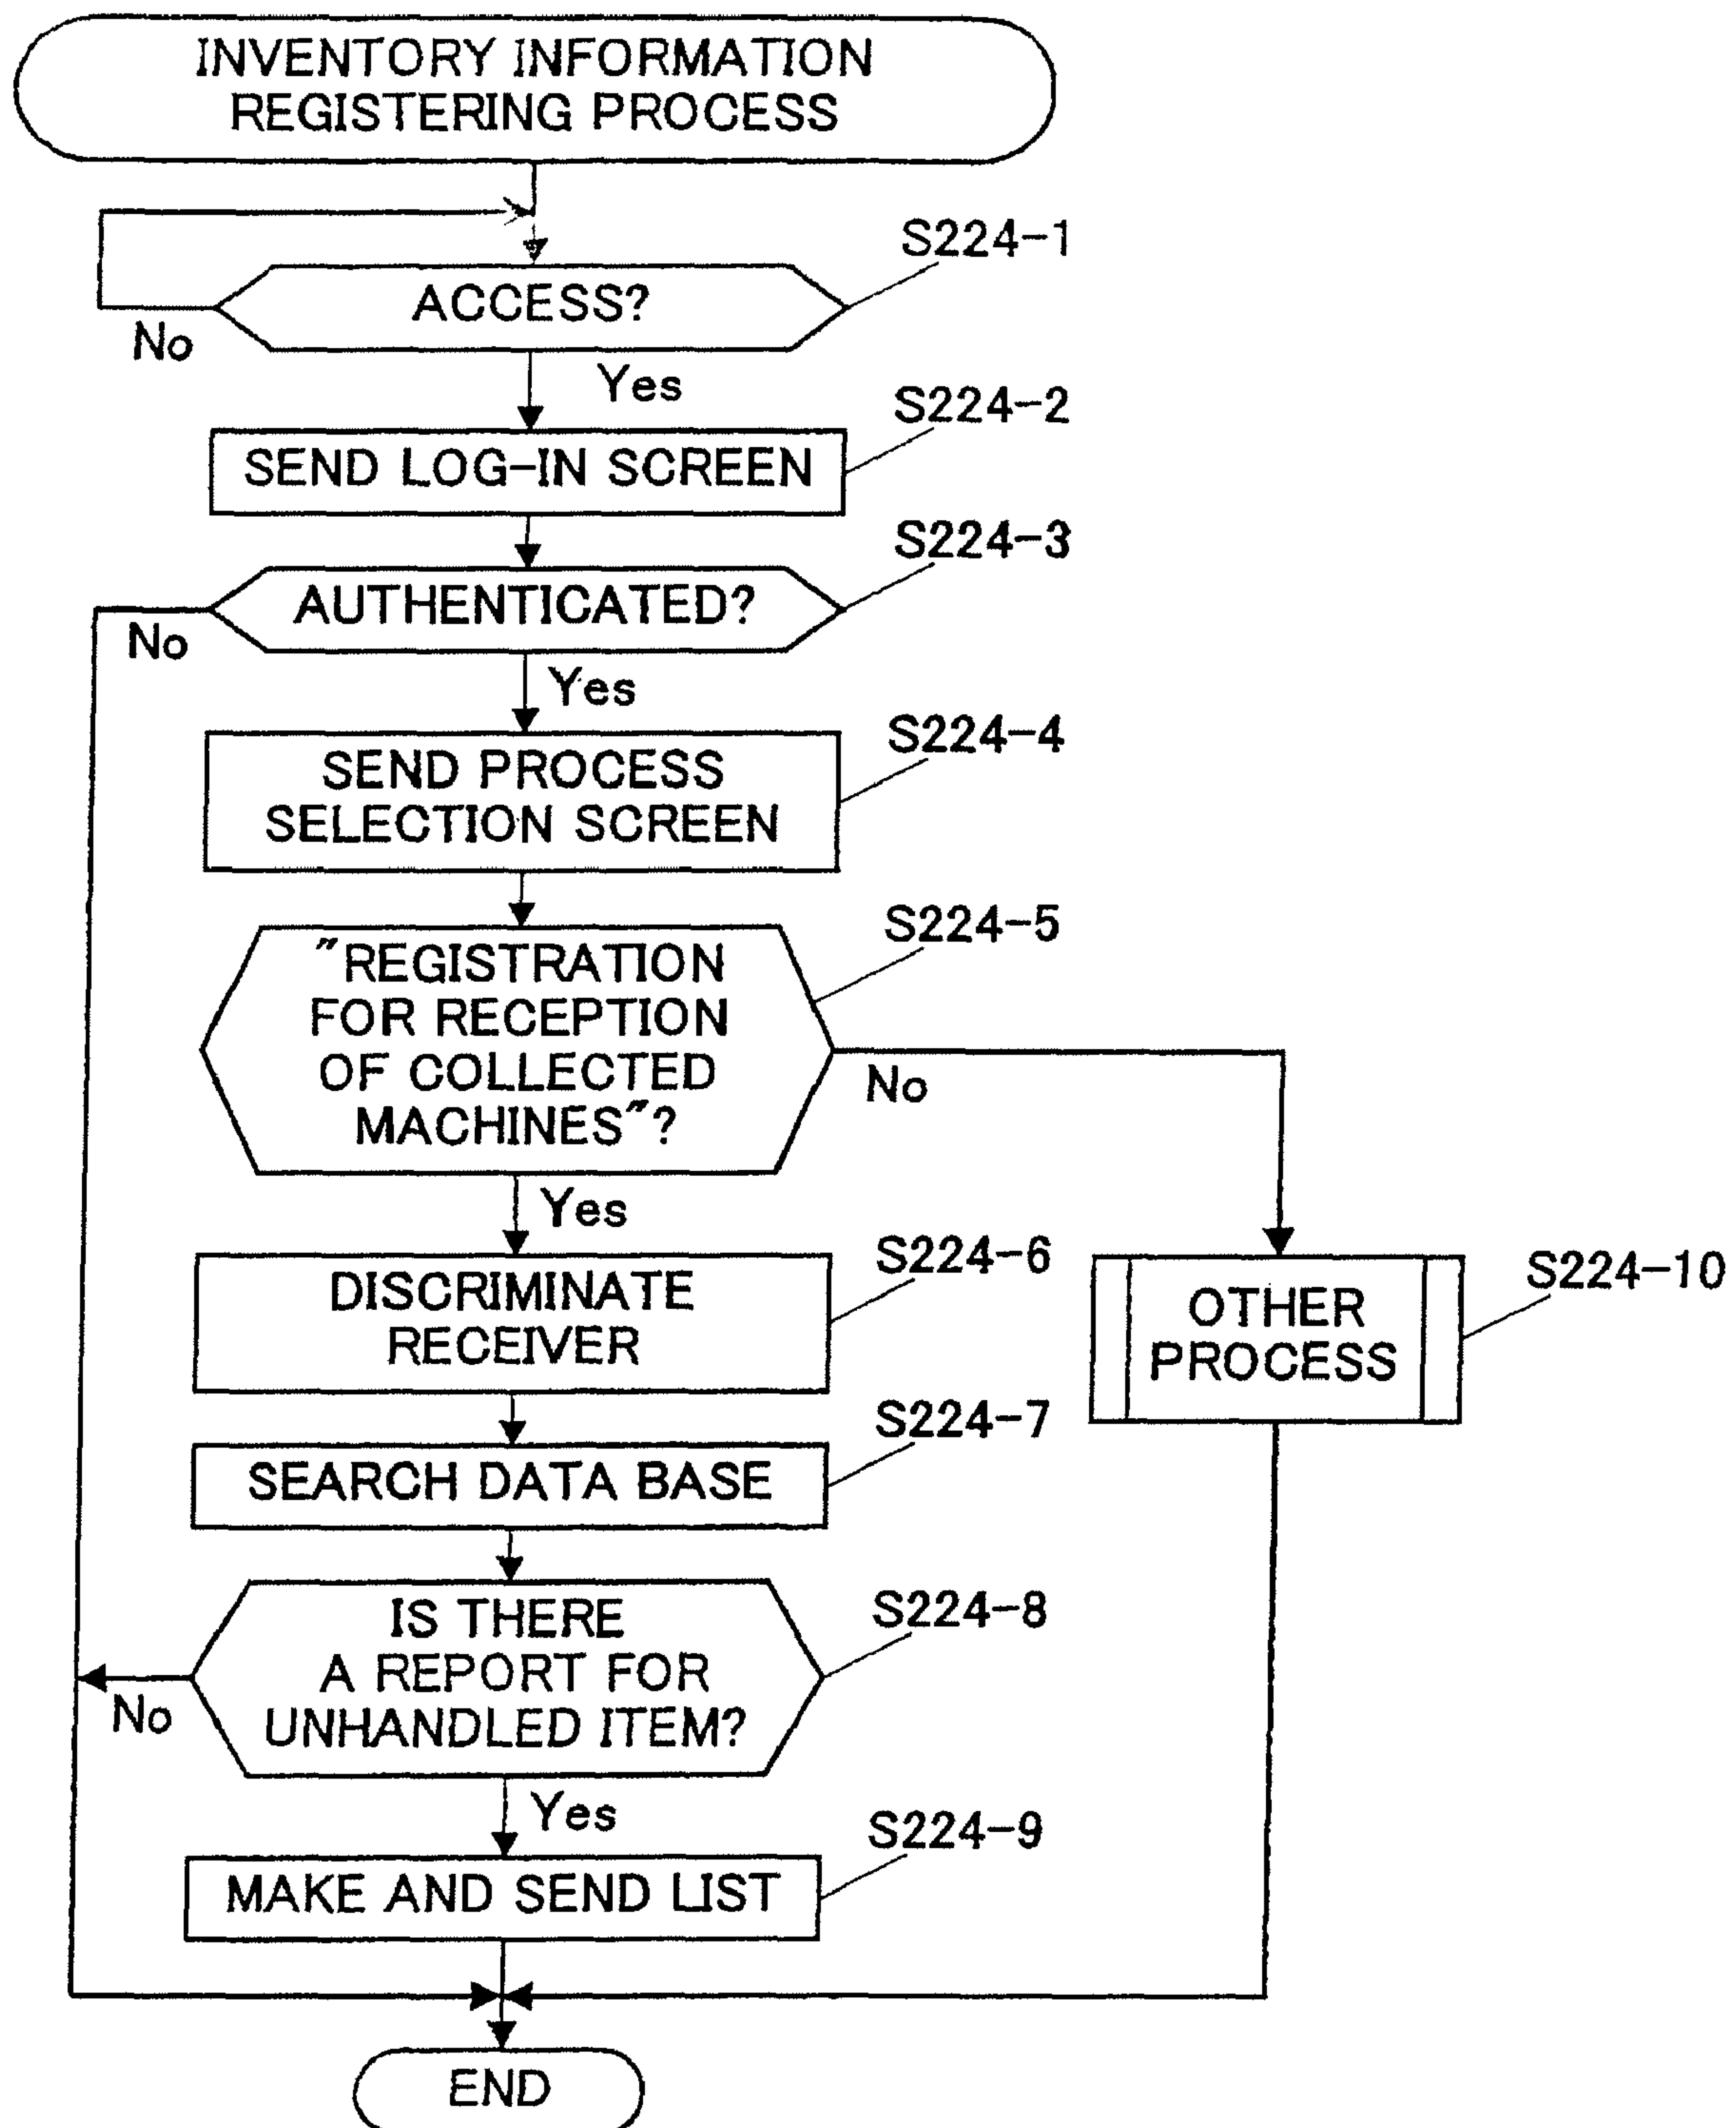 INVENTORY INFORMATION
REGISTERING PROCESS
S224-1
ACCESS?
No
Yes
S224-2
SEND LOG-IN SCREEN
S224-3
AUTHENTICATED?
No
Yes
S224-4
SEND PROCESS
SELECTION SCREEN
S224-5
"REGISTRATION
FOR RECEPTION
OF COLLECTED
MACHINES"?
No
Yes
S224-6
DISCRIMINATE
RECEIVER
S224-10
OTHER
PROCESS
S224-7
SEARCH DATA BASE
S224-8
IS THERE
A REPORT FOR
UNHANDLED ITEM?
No
Yes
S224-9
MAKE AND SEND LIST
END